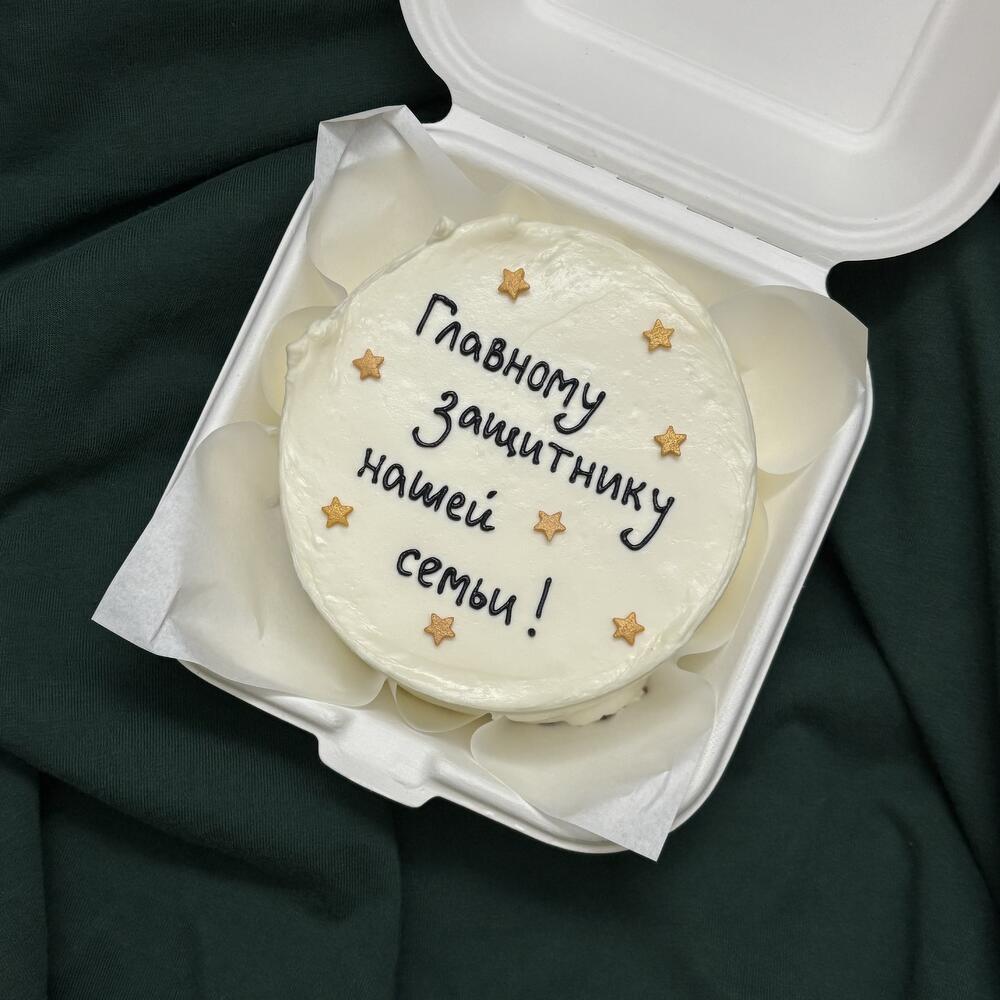 Главному
защитнику
нашей
семьи!